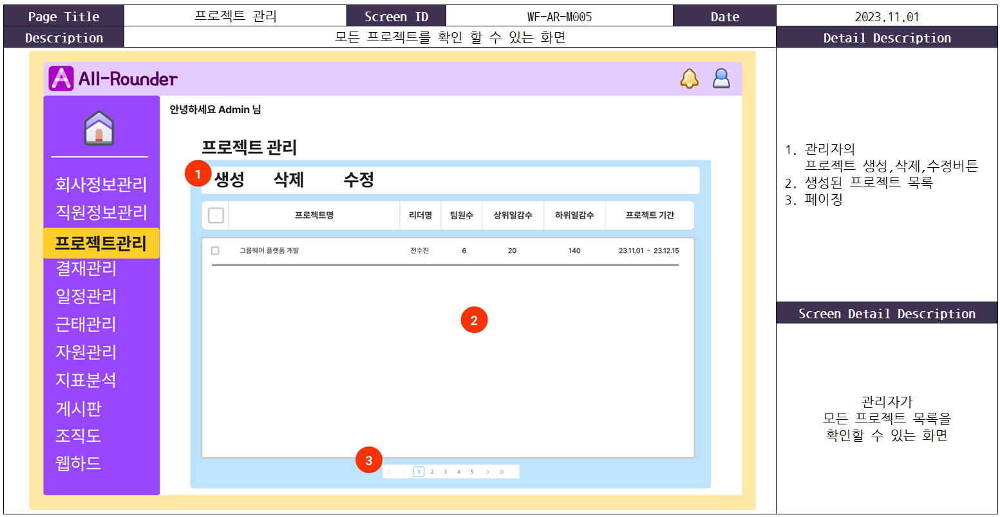 Page Title 프로젝트 관리 Screen ID WF-AR-M005 Date 2023.11.01
Description 모든 프로젝트를 확인 할 수 있는 화면 Detail Description
A All-Rounder
안녕하세요 Admin 님
프로젝트 관리
1 생성 삭제 수정
프로젝트명 리더명 팀원수 상위일감수 하위일감수 프로젝트 기간
그룹웨어 플랫폼 개발 전수진 6 20 140 23.11.01 - 23.12.15
2
3 << < 1 2 3 4 5 > >>
회사정보관리
직원정보관리
프로젝트관리
결재관리
일정관리
근태관리
자원관리
지표분석
게시판
조직도
웹하드
1. 관리자의
프로젝트 생성,삭제,수정버튼
2. 생성된 프로젝트 목록
3. 페이징
Screen Detail Description
관리자가
모든 프로젝트 목록을
확인할 수 있는 화면